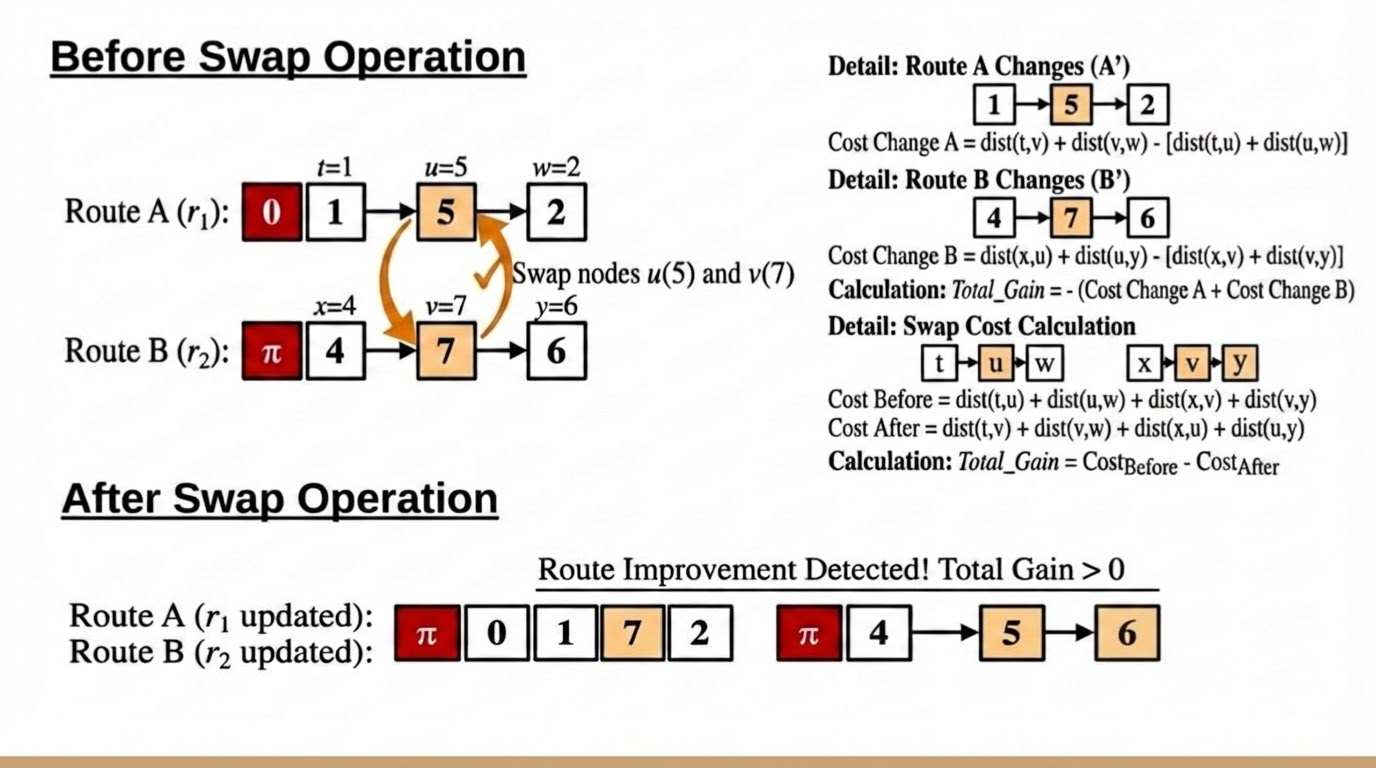 Before Swap Operation
t=1 u=5 w=2
Route A (r₁): 0 1 5 2
Swap nodes u(5) and v(7)
x=4 v=7 y=6
Route B (r₂): π 4 7 6
Detail: Route A Changes (A’)
1 5 2
Cost Change A = dist(t,v) + dist(v,w) - [dist(t,u) + dist(u,w)]
Detail: Route B Changes (B’)
4 7 6
Cost Change B = dist(x,u) + dist(u,y) - [dist(x,v) + dist(v,y)]
Calculation: Total_Gain = - (Cost Change A + Cost Change B)
Detail: Swap Cost Calculation
t u w x v y
Cost Before = dist(t,u) + dist(u,w) + dist(x,v) + dist(v,y)
Cost After = dist(t,v) + dist(v,w) + dist(x,u) + dist(u,y)
Calculation: Total_Gain = CostBefore - CostAfter
After Swap Operation
Route Improvement Detected! Total Gain > 0
Route A (r₁ updated):
Route B (r₂ updated):
π 0 1 7 2 π 4 5 6